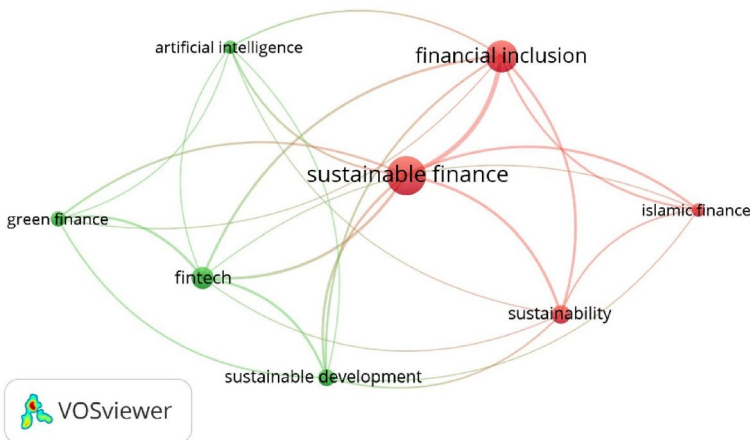 artificial intelligence
financial inclusion
sustainable finance
green finance
islamic finance
fintech
sustainability
sustainable development
VOSviewer